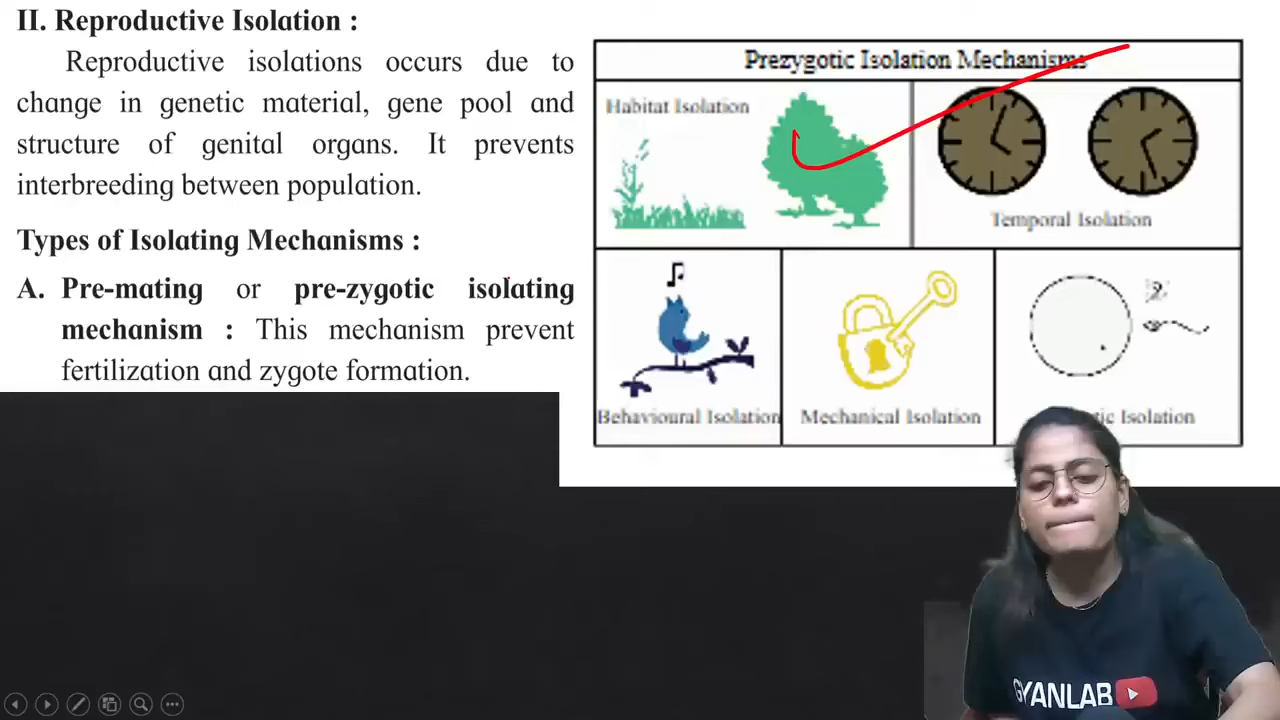 II. Reproductive Isolation :
Reproductive isolations occurs due to
change in genetic material, gene pool and
structure of genital organs. It prevents
interbreeding between population.
Types of Isolating Mechanisms :
A. Pre-mating or pre-zygotic isolating
mechanism : This mechanism prevent
fertilization and zygote formation.
Prezygotic Isolation Mechanisms
Habitat Isolation
Temporal Isolation
Behavioural Isolation
Mechanical Isolation
tic Isolation
GYANLAB